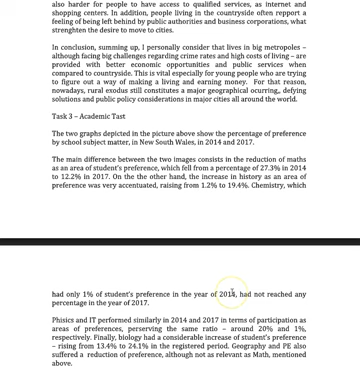 also harder for people to have access to qualified services, as internet and
shopping centers. In addition, people living in the countryside often repport a
feeling of being left behind by public authorities and business corporations, what
strenghten the desire to move to cities.
In conclusion, summing up, I personally consider that lives in big metropoles –
although facing big challenges regarding crime rates and high costs of living – are
provided with better economic opportunities and public services when
compared to countryside. This is vital especially for young people who are trying
to figure out a way of making a living and earning money. For that reason,
nowadays, rural exodus still constitutes a major geographical ocurring,, defying
solutions and public policy considerations in major cities all around the world.
Task 3 – Academic Tast
The two graphs depicted in the picture above show the percentage of preference
by school subject matter, in New South Wales, in 2014 and 2017.
The main difference between the two images consists in the reduction of maths
as an area of student's preference, which fell from a percentage of 27.3% in 2014
to 12.2% in 2017. On the the other hand, the increase in history as an area of
preference was very accentuated, raising from 1.2% to 19.4%. Chemistry, which
had only 1% of student's preference in the year of 2014, had not reached any
percentage in the year of 2017.
Phisics and IT performed similarly in 2014 and 2017 in terms of participation as
areas of preference, perserving the same ratio – around 20% and 1%,
respectively. Finally, biology had a considerable increase of student's preference
– rising from 13.4% to 24.1% in the registered period. Geography and PE also
suffered a reduction of preference, although not as relevant as Math, mentioned
above.